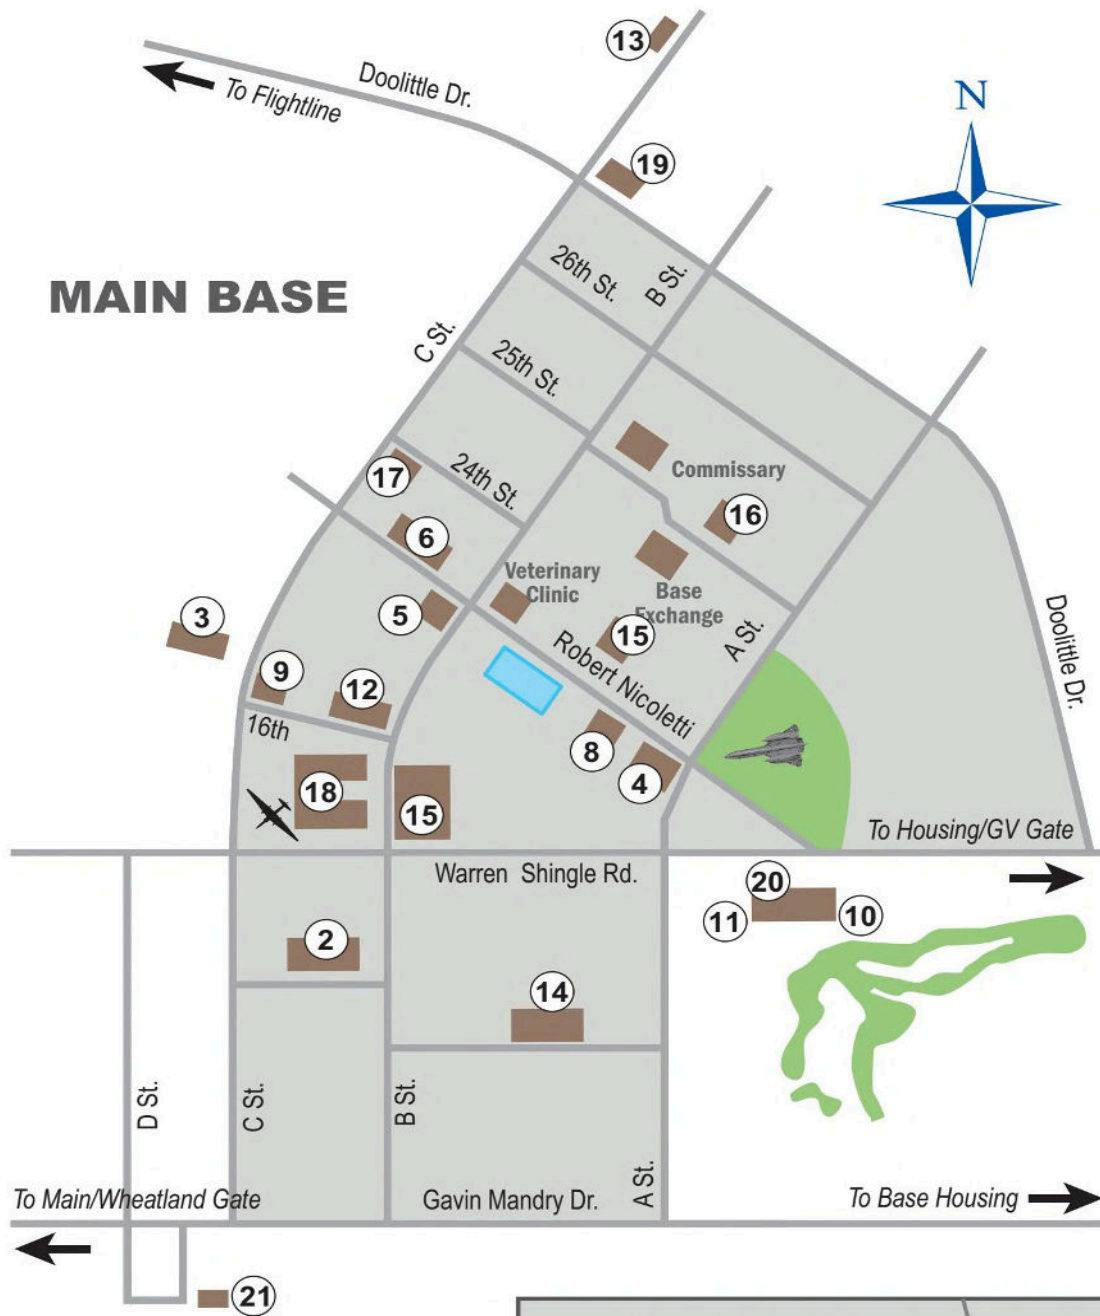 13
Doolittle Dr.
To Flightline
N
19
MAIN BASE
26th St.
B St.
C St.
25th St.
Commissary
17
24th St.
16
6
Veterinary
Clinic
Base
Exchange
3
5
15
A St.
Doolittle Dr.
Robert Nicoletti
9
12
16th
8
4
18
15
To Housing/GV Gate
Warren Shingle Rd.
20
11
10
2
14
D St.
C St.
B St.
A St.
To Main/Wheatland Gate
Gavin Mandry Dr.
To Base Housing
21